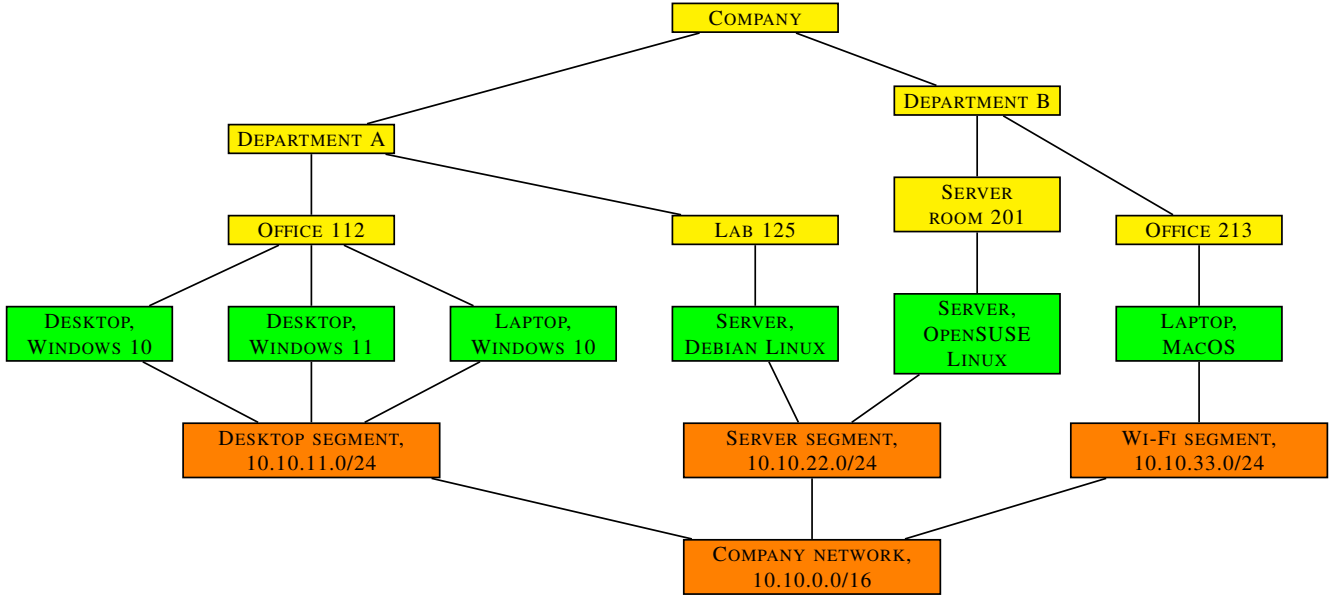 Company
Department B
Department A
Server
room 201
Office 112
Lab 125
Office 213
Desktop,
Windows 10
Desktop,
Windows 11
Laptop,
Windows 10
Server,
Debian Linux
Server,
OpenSUSE
Linux
Laptop,
MacOS
Desktop segment,
10.10.11.0/24
Server segment,
10.10.22.0/24
Wi-Fi segment,
10.10.33.0/24
Company network,
10.10.0.0/16